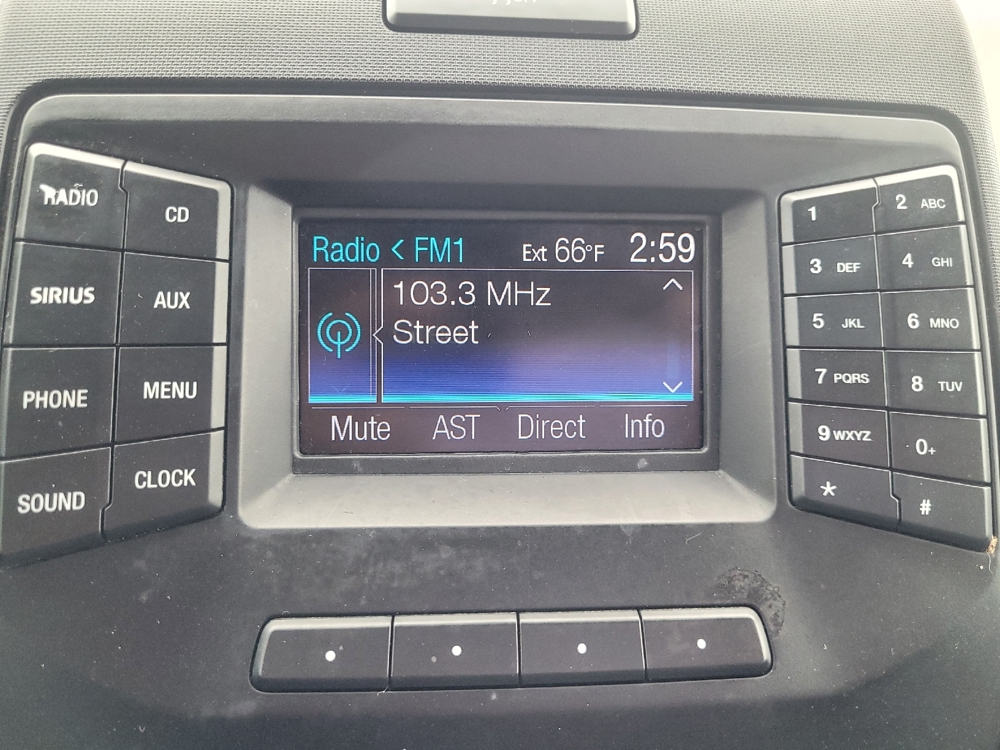 RADIO
CD
SIRIUS
AUX
PHONE
MENU
SOUND
CLOCK
Radio < FM1 Ext 66°F 2:59
103.3 MHz
Street
Mute AST Direct Info
1
2 ABC
3 DEF
4 GHI
5 JKL
6 MNO
7 PQRS
8 TUV
9 WXYZ
0+
*
#